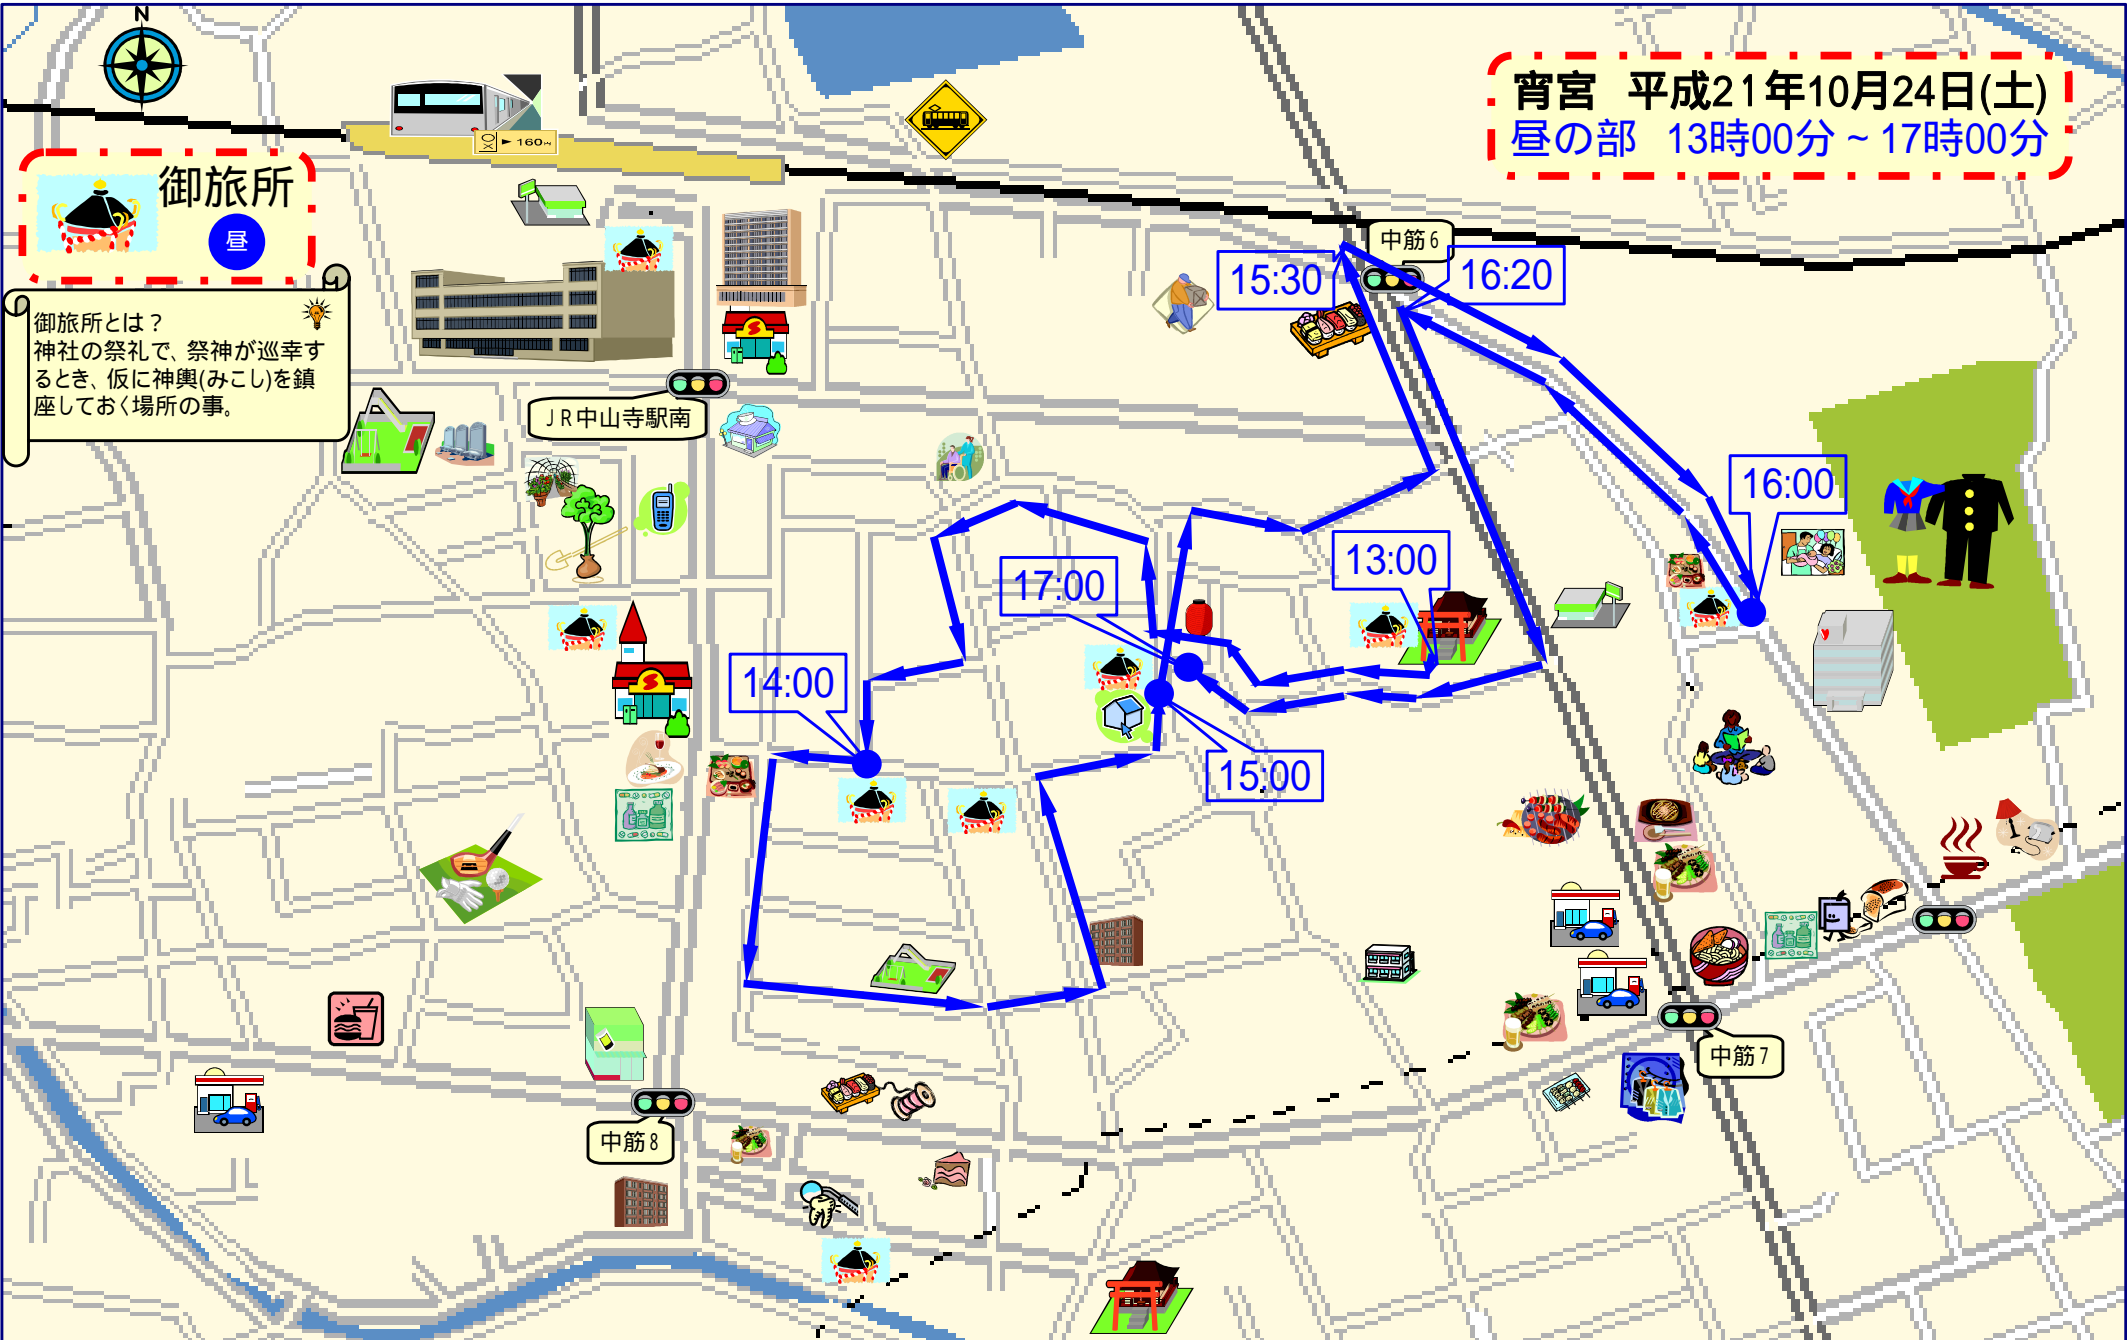 N
宵宮 平成21年10月24日(土)
昼の部 13時00分~17時00分
160m
御旅所
昼
御旅所とは?
神社の祭礼で、祭神が巡幸す
るとき、仮に神輿(みこし)を鎮
座しておく場所の事。
中筋6
15:30
16:20
JR中山寺駅南
16:00
13:00
17:00
14:00
15:00
中筋7
中筋8